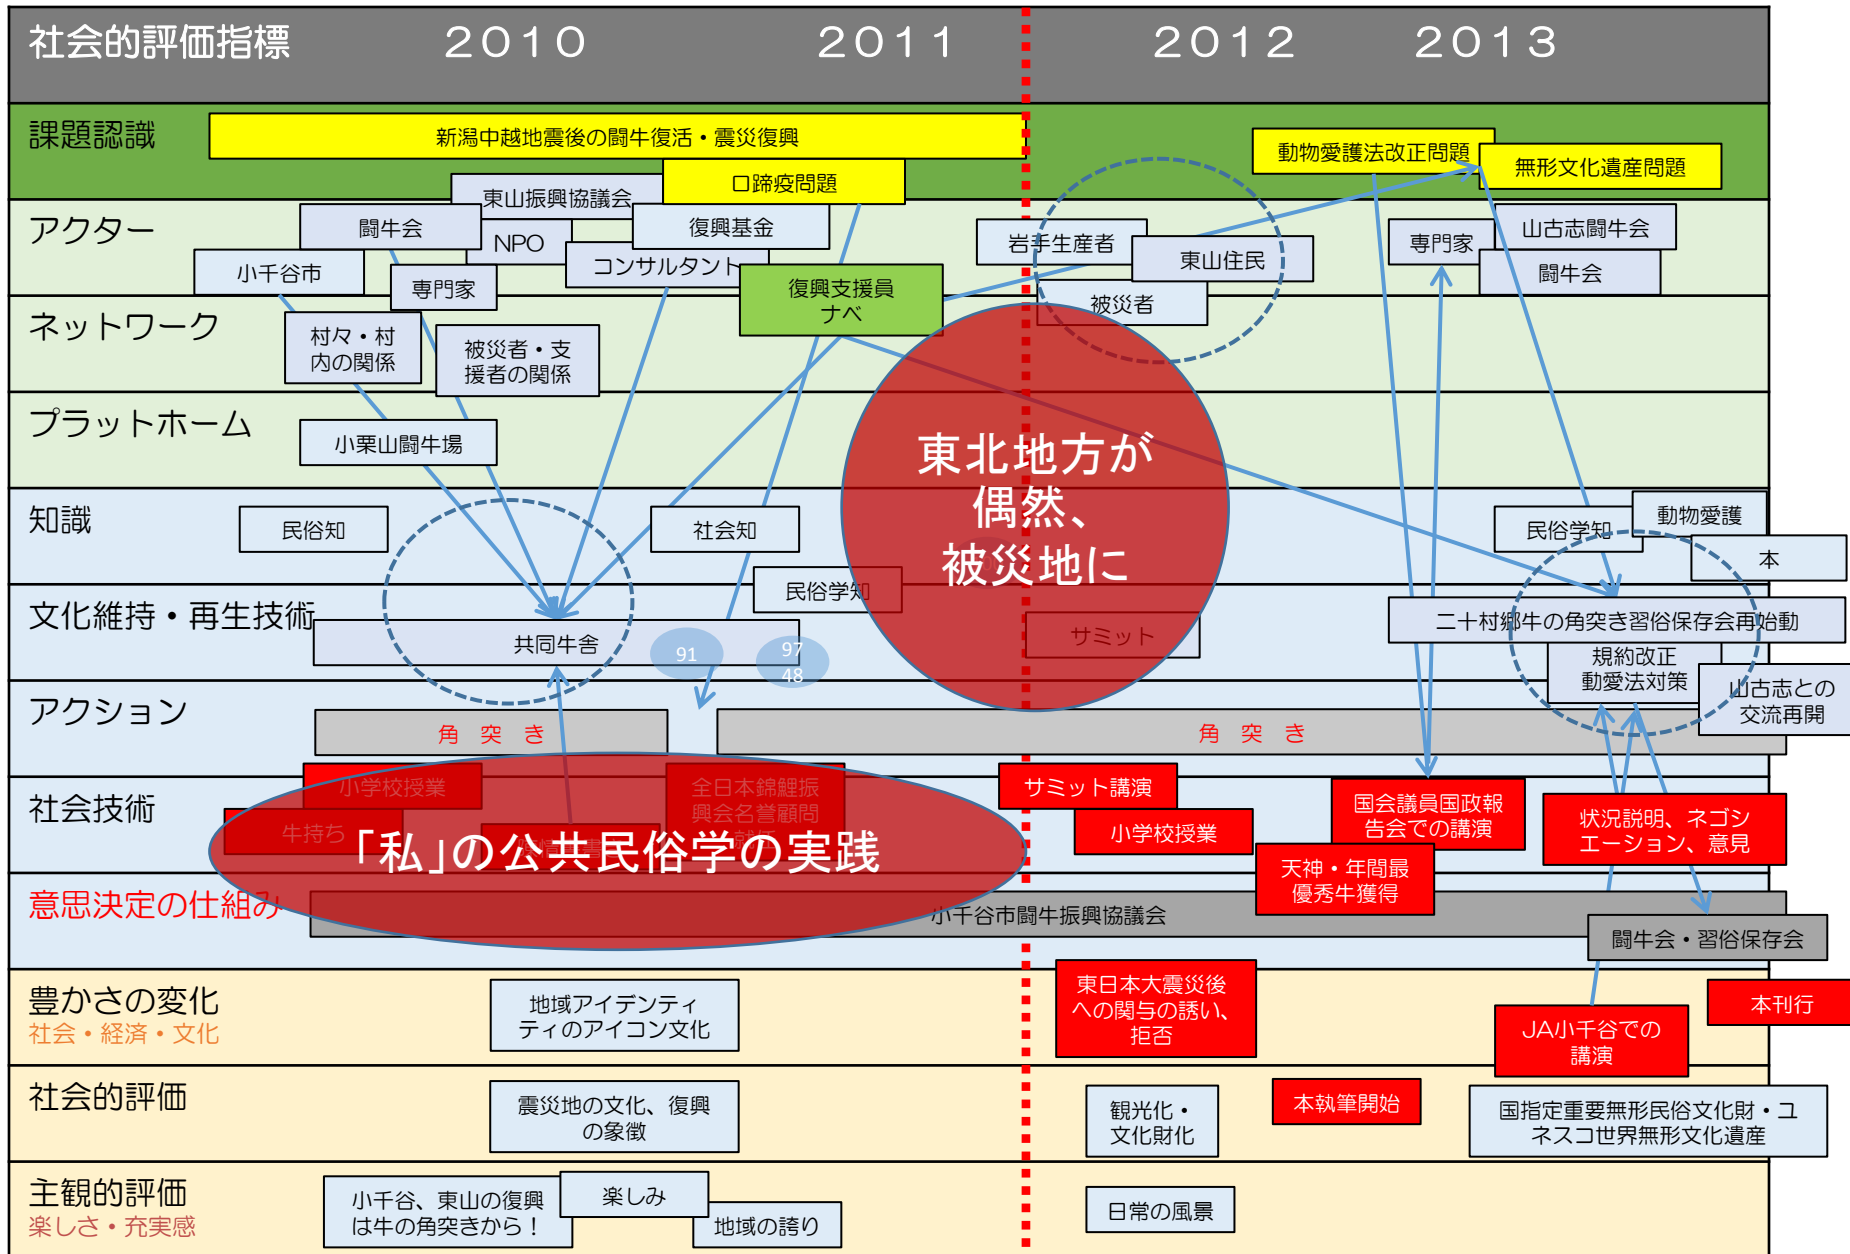 社会的評価指標
２０１０
２０１１
２０１２
２０１３
課題認識
新潟中越地震後の闘牛復活・震災復興
口蹄疫問題
動物愛護法改正問題
無形文化遺産問題
アクター
東山振興協議会
闘牛会
NPO
復興基金
小千谷市
専門家
コンサルタント
復興支援員
ナベ
岩手生産者
東山住民
被災者
専門家
山古志闘牛会
闘牛会
ネットワーク
村々・村
内の関係
被災者・支
援者の関係
プラットホーム
小栗山闘牛場
東北地方が
偶然、
被災地に
知識
民俗知
社会知
民俗学知
民俗学知
動物愛護
本
文化維持・再生技術
共同牛舎
91
97
48
サミット
二十村郷牛の角突き習俗保存会再始動
規約改正
動愛法対策
山古志との
交流再開
アクション
角 突 き
角 突 き
社会技術
小学校授業
牛持ち
全日本錦鯉振
興会名誉顧問
就任
「私」の公共民俗学の実践
サミット講演
小学校授業
国会議員国政報
告会での講演
天神・年間最
優秀牛獲得
状況説明、ネゴシ
エーション、意見
意思決定の仕組み
小千谷市闘牛振興協議会
闘牛会・習俗保存会
豊かさの変化
社会・経済・文化
地域アイデンティ
ティのアイコン文化
東日本大震災後
への関与の誘い、
拒否
JA小千谷での
講演
本刊行
社会的評価
震災地の文化、復興
の象徴
観光化・
文化財化
本執筆開始
国指定重要無形民俗文化財・ユ
ネスコ世界無形文化遺産
主観的評価
楽しさ・充実感
小千谷、東山の復興
は牛の角突きから！
楽しみ
地域の誇り
日常の風景